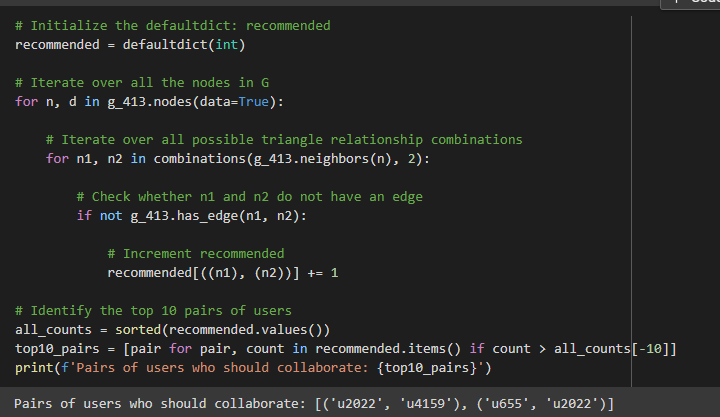 # Initialize the defaultdict: recommended
recommended = defaultdict(int)
# Iterate over all the nodes in G
for n, d in g_413.nodes(data=True):
# Iterate over all possible triangle relationship combinations
for n1, n2 in combinations(g_413.neighbors(n), 2):
# Check whether n1 and n2 do not have an edge
if not g_413.has_edge(n1, n2):
# Increment recommended
recommended[((n1), (n2))] += 1
# Identify the top 10 pairs of users
all_counts = sorted(recommended.values())
top10_pairs = [pair for pair, count in recommended.items() if count > all_counts[-10]]
print(f'Pairs of users who should collaborate: {top10_pairs}')
Pairs of users who should collaborate: [('u2022', 'u4159'), ('u655', 'u2022')]